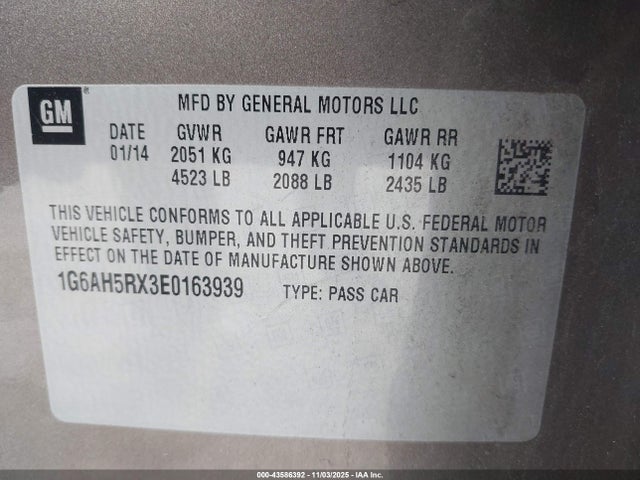 GM
MFD BY GENERAL MOTORS LLC
DATE GVWR GAWR FRT GAWR RR
01/14 2051 KG 947 KG 1104 KG
4523 LB 2088 LB 2435 LB
THIS VEHICLE CONFORMS TO ALL APPLICABLE U.S. FEDERAL MOTOR
VEHICLE SAFETY, BUMPER, AND THEFT PREVENTION STANDARDS IN
EFFECT ON THE DATE OF MANUFACTURE SHOWN ABOVE.
1G6AH5RX3E0163939 TYPE: PASS CAR
000-43586392 - 11/03/2025 - IAA Inc.